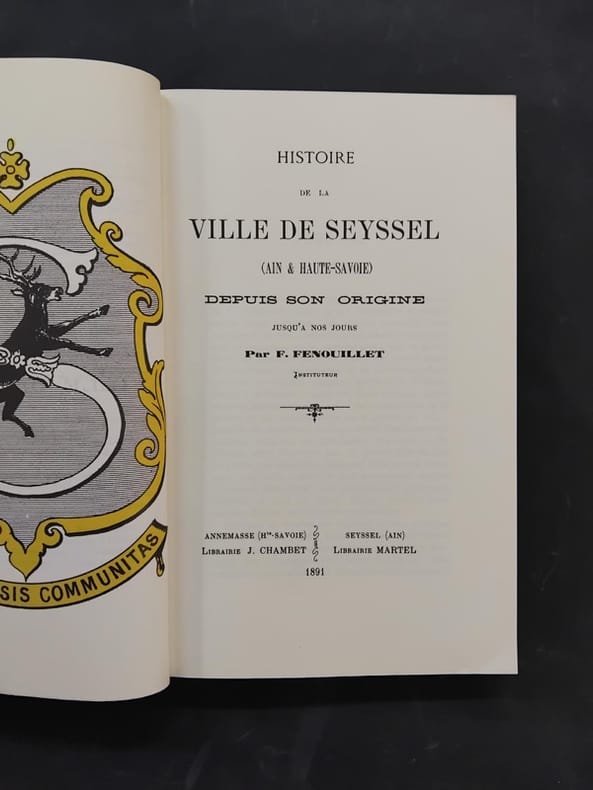 SIS COMMUNITAS
HISTOIRE
DE LA
VILLE DE SEYSSEL
(AIN & HAUTE-SAVOIE)
DEPUIS SON ORIGINE
JUSQU'A NOS JOURS
Par F. FENOUILLET
INSTITUTEUR
ANNEMASSE (Hte-SAVOIE)
LIBRAIRIE J. CHAMBET
SEYSSEL (AIN)
LIBRAIRIE MARTEL
1891